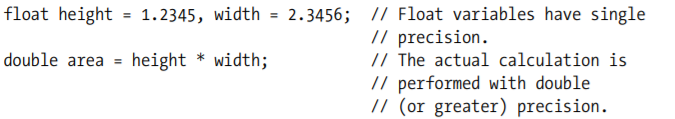 float height = 1.2345, width = 2.3456;  // Float variables have single
                                        // precision.
double area = height * width;           // The actual calculation is
                                        // performed with double
                                        // (or greater) precision.